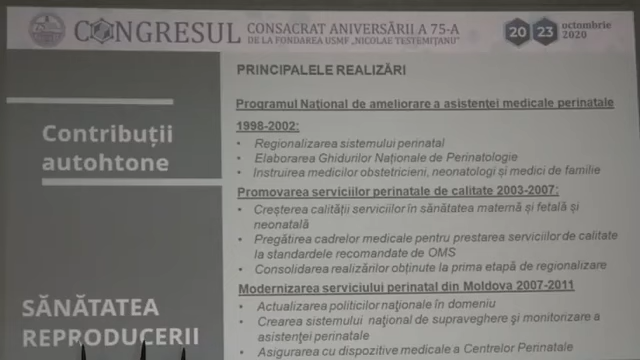 CONGRESUL CONSACRAT ANIVERSĂRII A 75-A
DE LA FONDAREA USMF „NICOLAE TESTEMIȚANU"
20 23 octombrie
2020
PRINCIPALELE REALIZĂRI
Contribuții
autohtone
SĂNĂTATEA
REPRODUCERII
Programul Național de ameliorare a asistenței medicale perinatale
1998-2002:
• Regionalizarea sistemului perinatal
• Elaborarea Ghidurilor Naționale de Perinatologie
• Instruirea medicilor obstetricieni, neonatologi și medici de familie
Promovarea serviciilor perinatale de calitate 2003-2007:
• Creșterea calității serviciilor în sănătatea maternă și fetală și
neonatală
• Pregătirea cadrelor medicale pentru prestarea serviciilor de calitate
la standardele recomandate de OMS
• Consolidarea realizărilor obținute la prima etapă de regionalizare
Modernizarea serviciului perinatal din Moldova 2007-2011
• Actualizarea politicilor naționale în domeniu
• Crearea sistemului național de supraveghere și monitorizare a
asistenței perinatale
• Asigurarea cu dispozitive medicale a Centrelor Perinatale